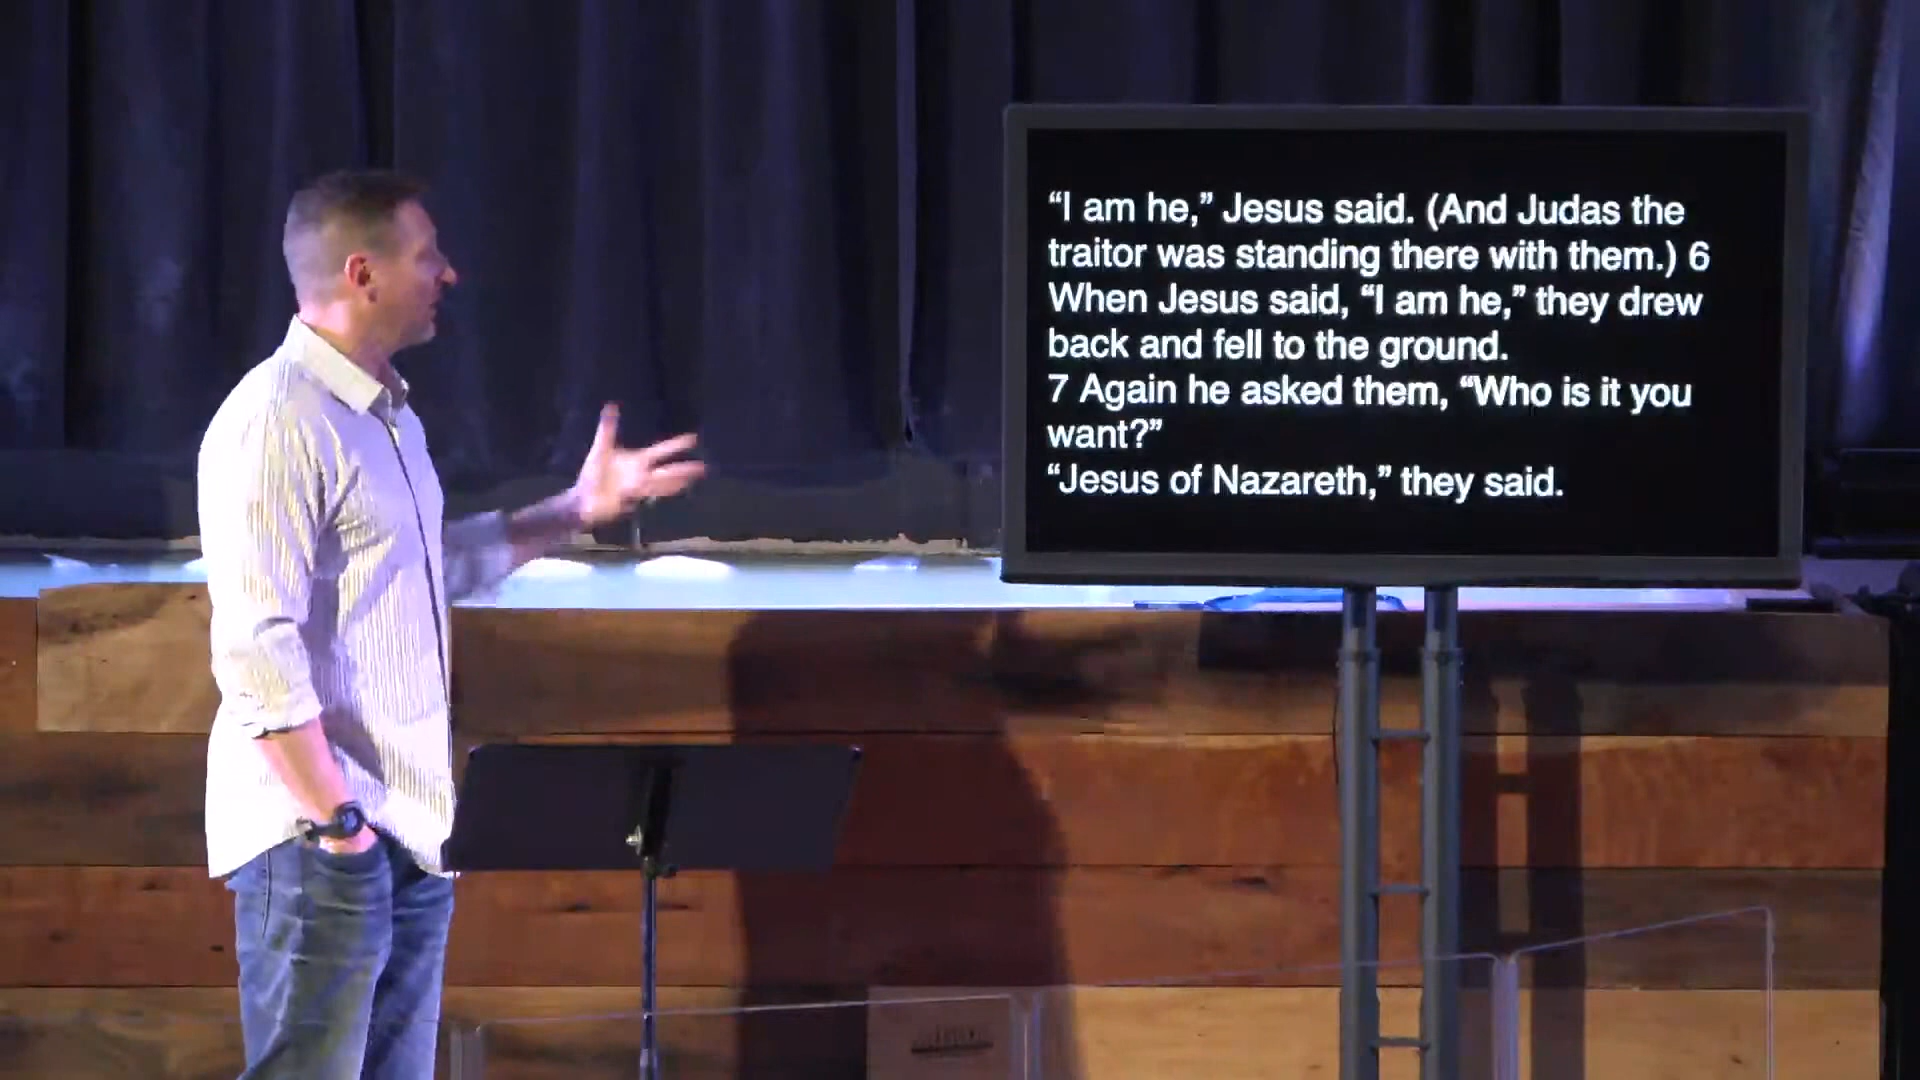 “I am he,” Jesus said. (And Judas the
traitor was standing there with them.) 6
When Jesus said, “I am he,” they drew
back and fell to the ground.
7 Again he asked them, “Who is it you
want?”
“Jesus of Nazareth,” they said.